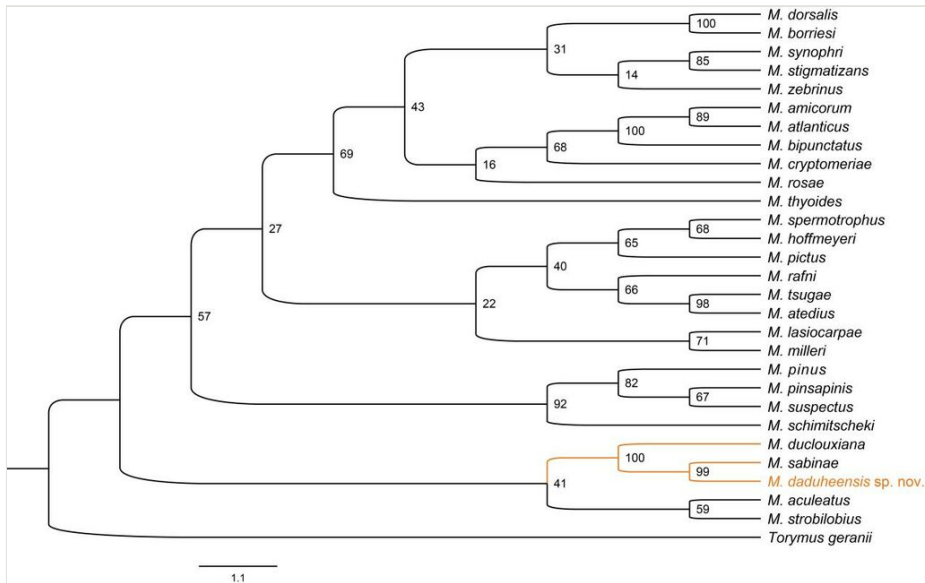 M. dorsalis
100
M. borriesi
31
M. synophri
85
M. stigmatizans
14
M. zebrinus
43
M. amicorum
89
M. atlanticus
100
M. bipunctatus
68
M. cryptomeriae
16
M. rosae
69
M. thyoides
27
M. spermotrophus
68
M. hoffmeyeri
65
M. pictus
40
M. rafni
66
M. tsugae
98
M. atedius
22
M. lasiocarpae
71
M. milleri
57
M. pinus
82
M. pinsapinis
67
M. suspectus
92
M. schimitscheki
M. duclouxiana
100
M. sabinae
99
M. daduheensis sp. nov.
41
M. aculeatus
59
M. strobilobius
Torymus geranii
1.1